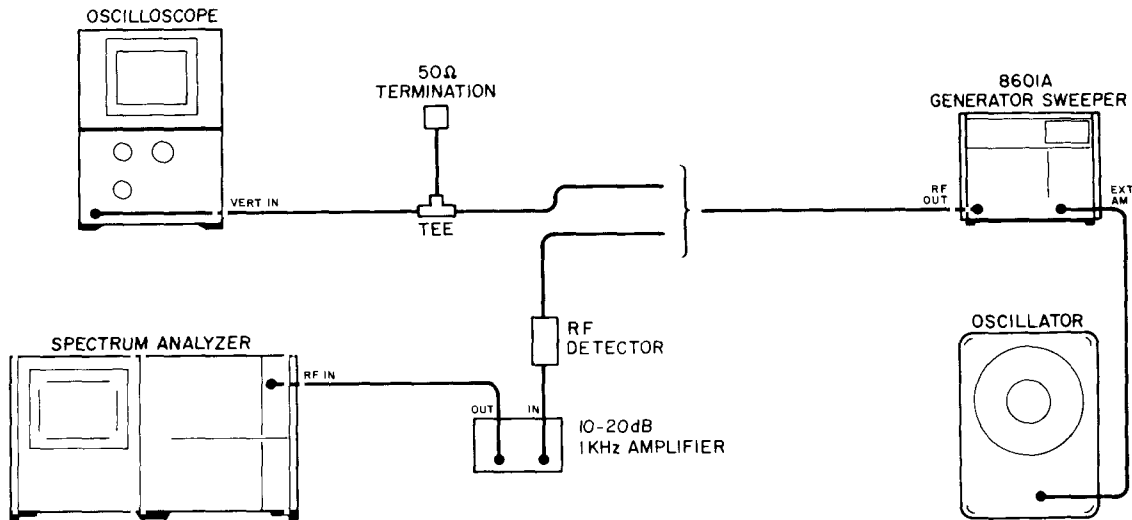 OSCILLOSCOPE
50Ω
TERMINATION
8601A
GENERATOR SWEEPER
VERT IN
TEE
RF
OUT
EXT
AM
RF
DETECTOR
OSCILLATOR
SPECTRUM ANALYZER
RF IN
OUT
IN
10-20dB
1KHz AMPLIFIER